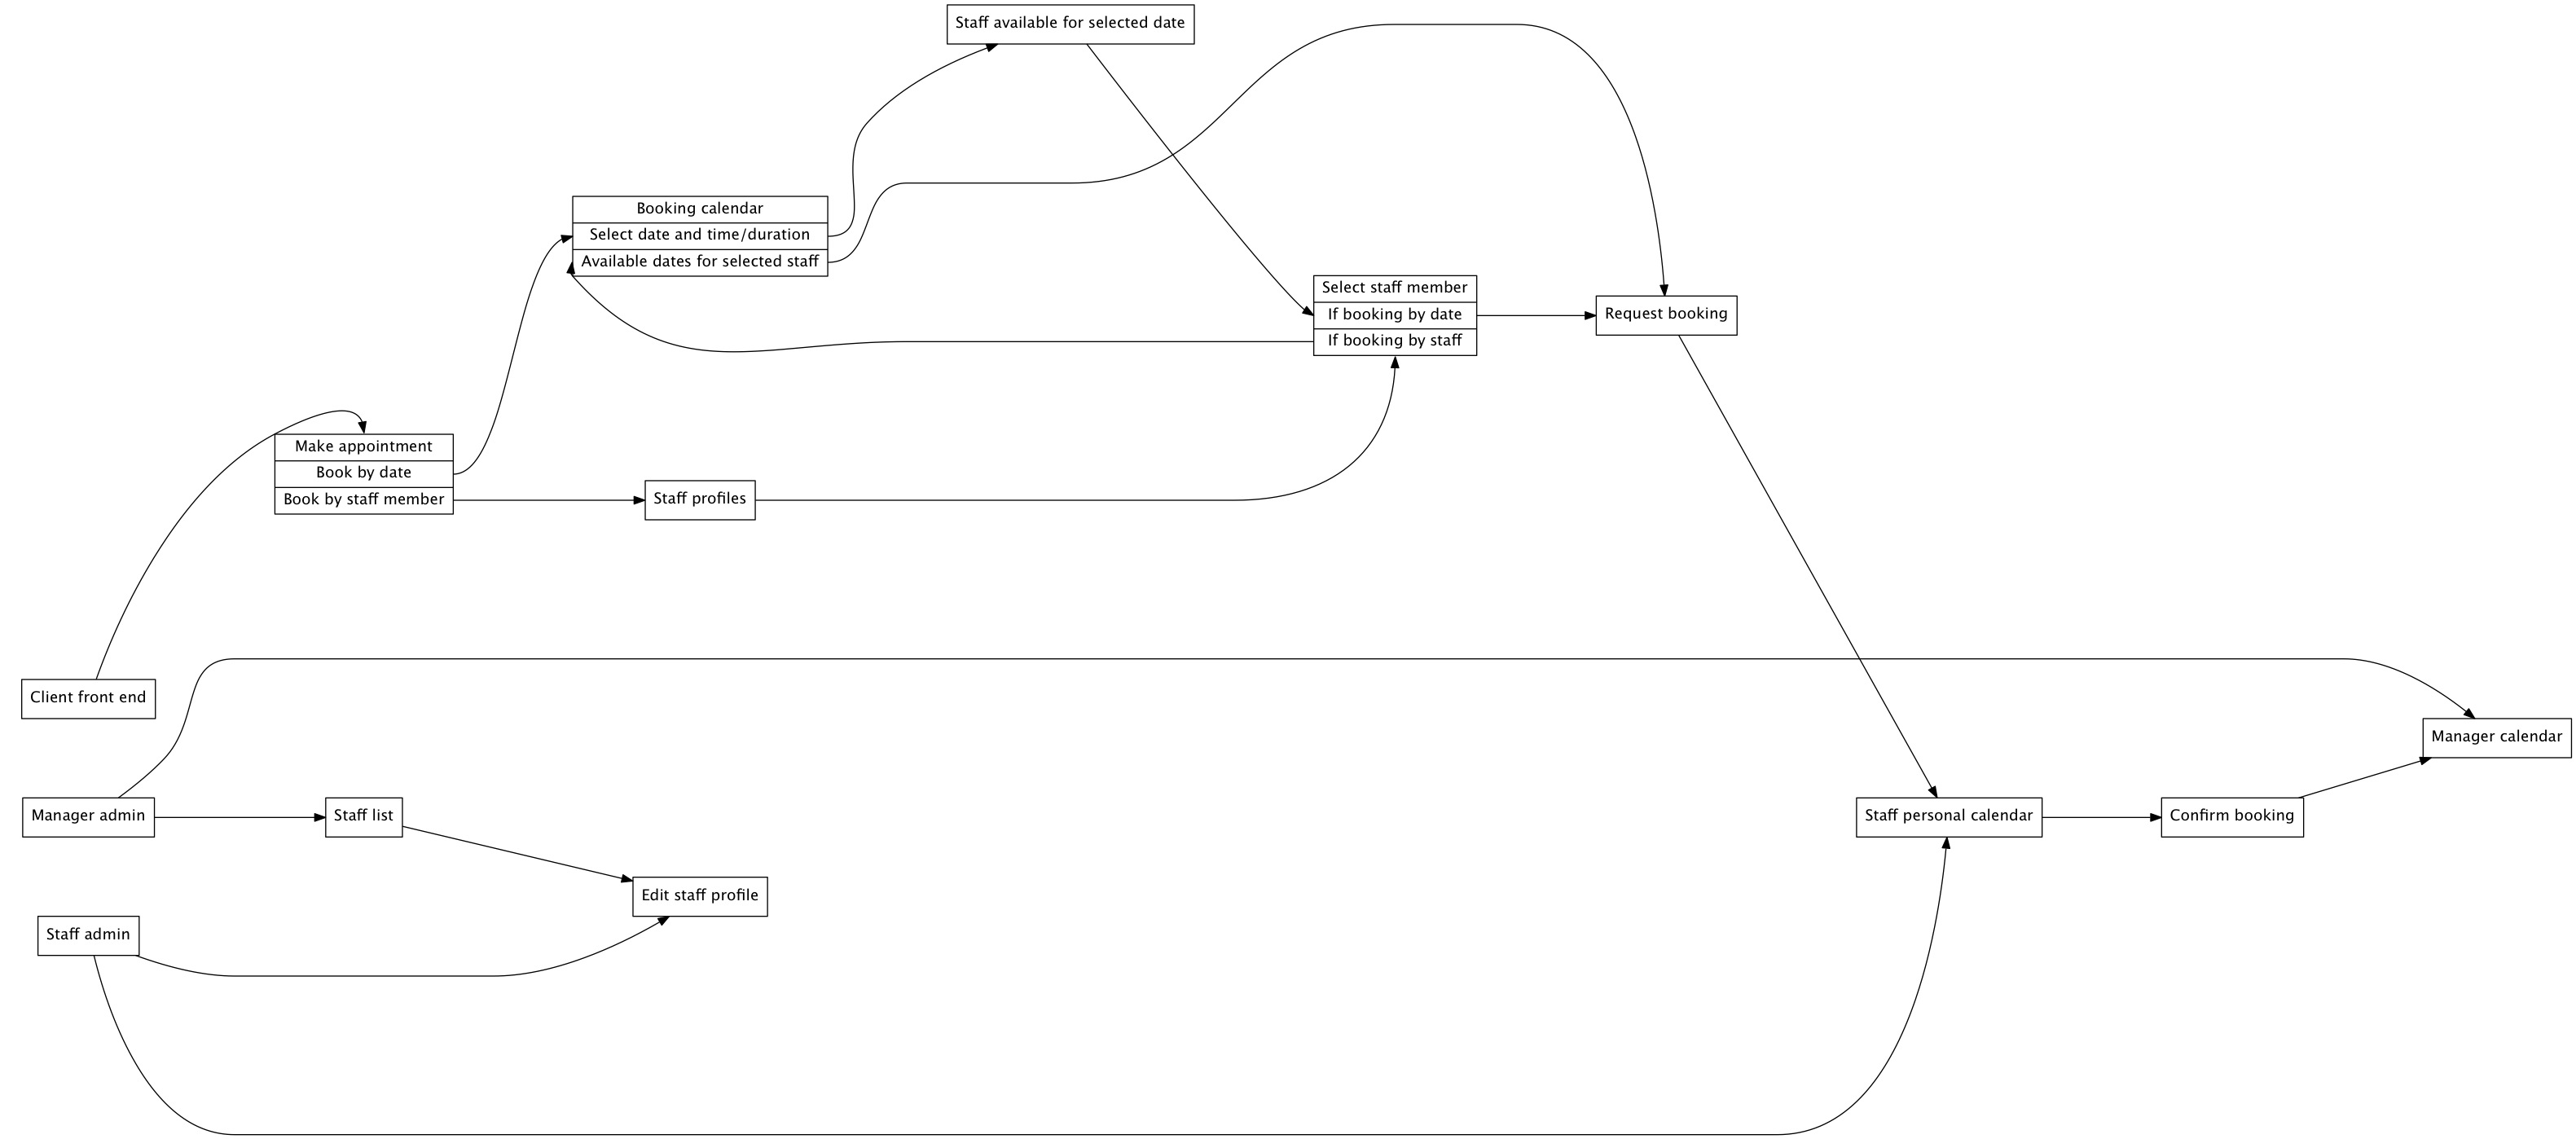 Staff available for selected date
Booking calendar
Select date and time/duration
Available dates for selected staff
Select staff member
If booking by date
If booking by staff
Request booking
Make appointment
Book by date
Book by staff member
Staff profiles
Client front end
Manager calendar
Manager admin
Staff list
Staff personal calendar
Confirm booking
Edit staff profile
Staff admin